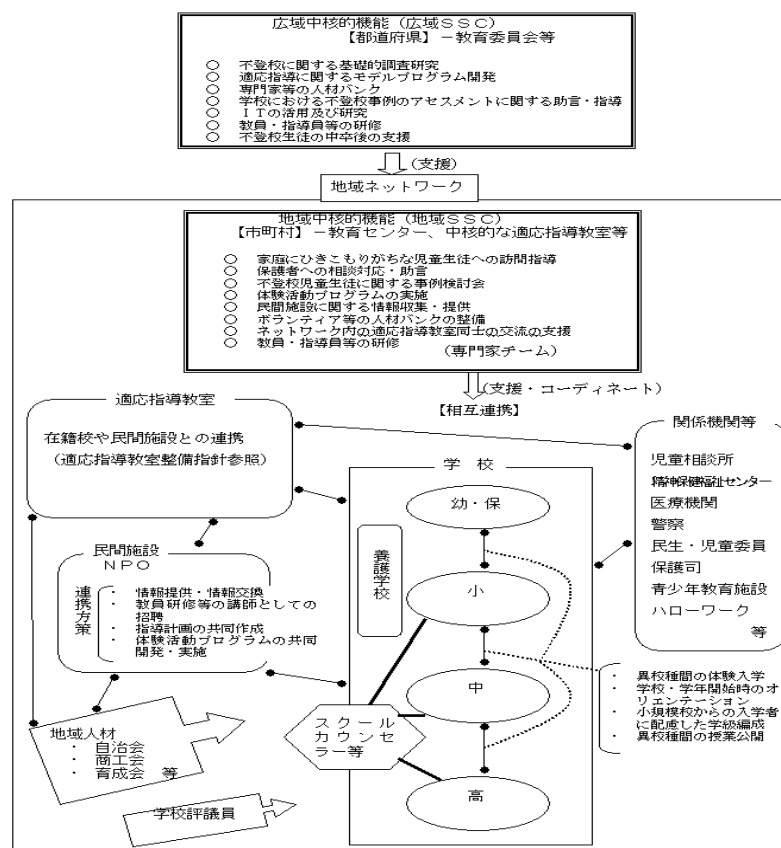 広域中核的機能（広域ＳＳＣ）
【都道府県】－教育委員会等
○ 不登校に関する基礎的調査研究
○ 適応指導に関するモデルプログラム開発
○ 専門家等の人材バンク
○ 学校における不登校事例のアセスメントに関する助言・指導
○ ＩＴの活用及び研究
○ 教員・指導員等の研修
○ 不登校生徒の中卒後の支援
（支援）
地域ネットワーク
地域中核的機能（地域ＳＳＣ）
【市町村】－教育センター、中核的な適応指導教室等
○ 家庭にひきこもりがちな児童生徒への訪問指導
○ 保護者への相談対応・助言
○ 不登校児童生徒に関する事例検討会
○ 体験活動プログラムの実施
○ 民間施設に関する情報収集・提供
○ ボランティア等の人材バンクの整備
○ ネットワーク内の適応指導教室同士の交流の支援
○ 教員・指導員等の研修
（専門家チーム）
（支援・コーディネート）
【相互連携】
適応指導教室
在籍校や民間施設との連携
（適応指導教室整備指針参照）
関係機関等
児童相談所
精神保健福祉センター
医療機関
警察
民生・児童委員
保護司
青少年教育施設
ハローワーク
等
学校
幼・保
養護学校
小
中
高
民間施設
ＮＰＯ
連携方策
・ 情報提供・情報交換
・ 教員研修等の講師としての
招聘
・ 指導計画の共同作成
・ 体験活動プログラムの共同
開発・実施
・ 異校種間の体験入学
・ 学校・学年開始時のオ
リエンテーション
・ 小規模校からの入学者
に配慮した学級編成
・ 異校種間の授業公開
スクール
カウンセ
ラー等
地域人材
・ 自治会
・ 商工会
・ 育成会 等
学校評議員